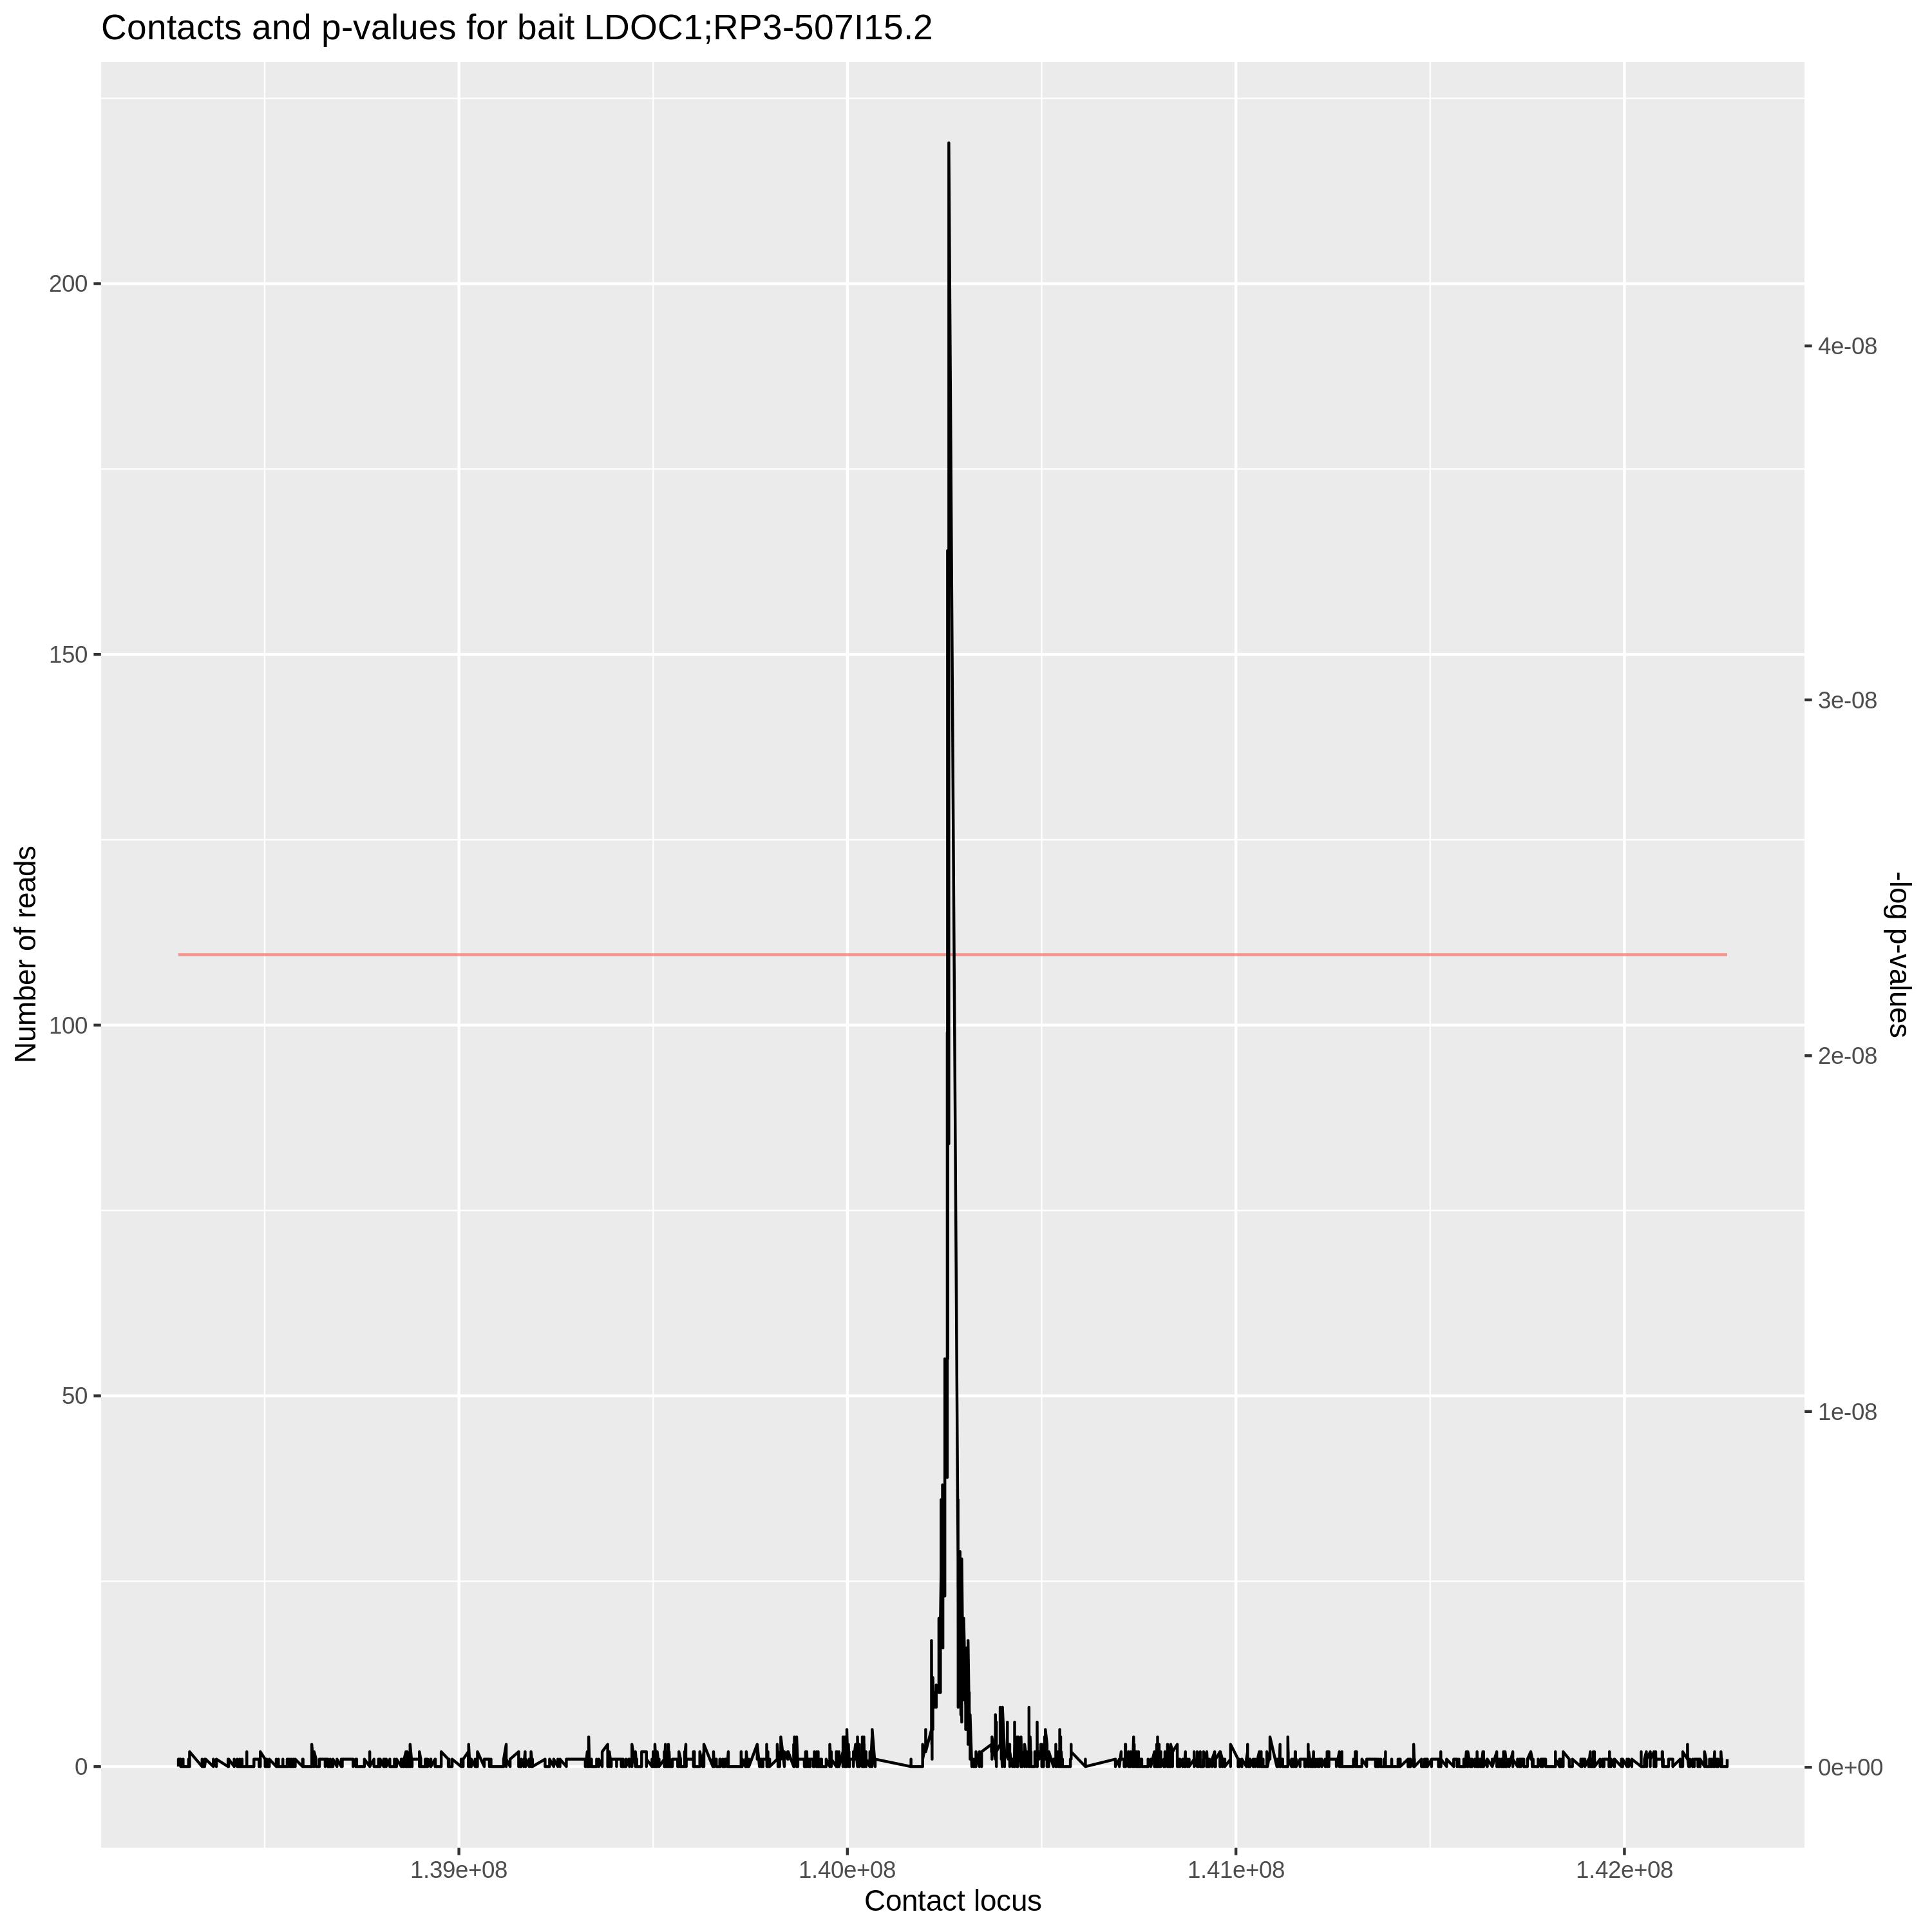 Contacts and p-values for bait LDOC1;RP3-507I15.2
Number of reads
200
150
100
50
0
4e-08
3e-08
2e-08
1e-08
0e+00
-log p-values
1.39e+08
1.40e+08
1.41e+08
1.42e+08
Contact locus